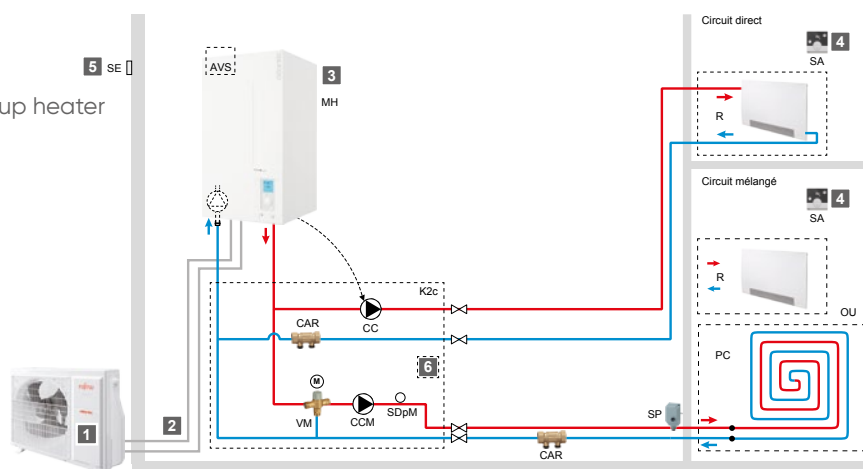 Circuit direct
4
SA
5 SE
AVS
3
MH
up heater
R
Circuit mélangé
4
SA
R
OU
K2c
CAR
CC
6
PC
M
VM
CCM
SDpM
SP
CAR
FUJITSU
1
2